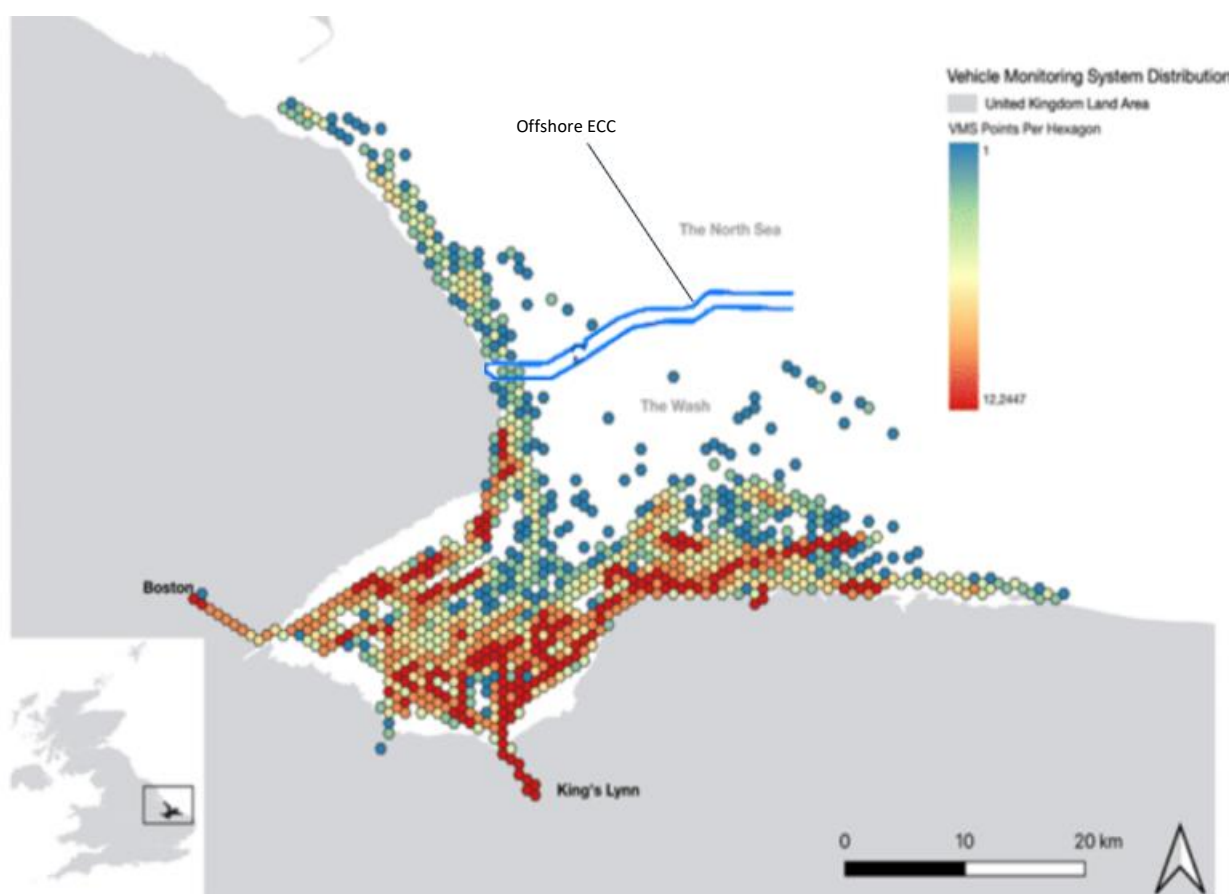 Vehicle Monitoring System Distribution
United Kingdom Land Area
VMS Points Per Hexagon
1
12,2447
Offshore ECC
The North Sea
The Wash
Boston
King's Lynn
0 10 20 km